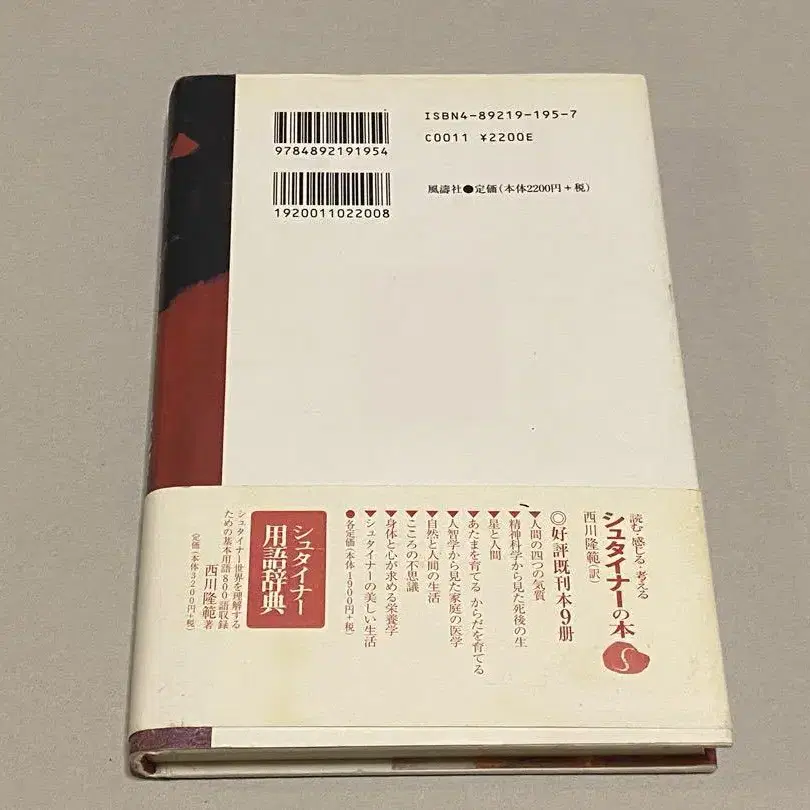 ISBN4-89219-195-7
C0011 ¥2200E
9784892191954
風濤社●定価(本体2200円+税)
1920011022008
読む・感じる・考える
シュタイナーの本
西川隆範(訳)
S
◎好評既刊本9册
▼人間の四つの気質
▼精神科学から見た死後の生
▼星と人間
▼あたまを育てる からだを育てる
▼人智学から見た家庭の医学
▼自然と人間の生活
▼こころの不思議
▼身体と心が求める栄養学
▼シュタイナーの美しい生活
●各定価(本体1900円+税)
シュタイナー
用語辞典
シュタイナー世界を理解する
ための基本用語800語収録
西川隆範著
定価(本体3200円+税)